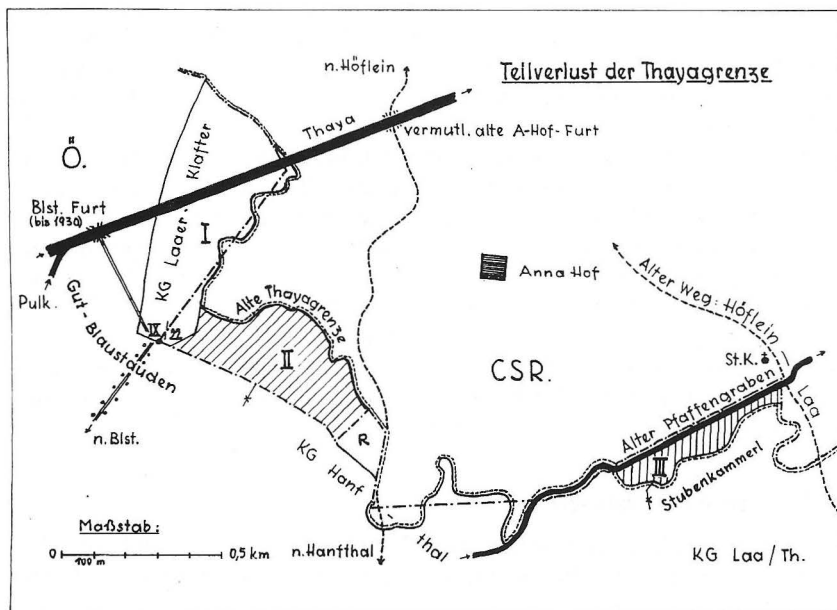 Teilverlust der Thayagrenze
n. Höflein
Thaya
vermutl. alte A-Hof-Furt
Ö.
Blst. Furt
(bis 1930)
KG Laaer-Klafter
I
Anna Hof
Pulk.
Gut-Blaustauden
IX '22
Alte Thayagrenze
II
Alter Weg: Höflein
Laa
St.K.
CSR.
n. Blst.
R
KG Hanf
thal
Alter Pfaffengraben
III
Stubenkammerl
Maßstab:
0
100 m
0,5 km
n. Hanfthal
KG Laa/Th.